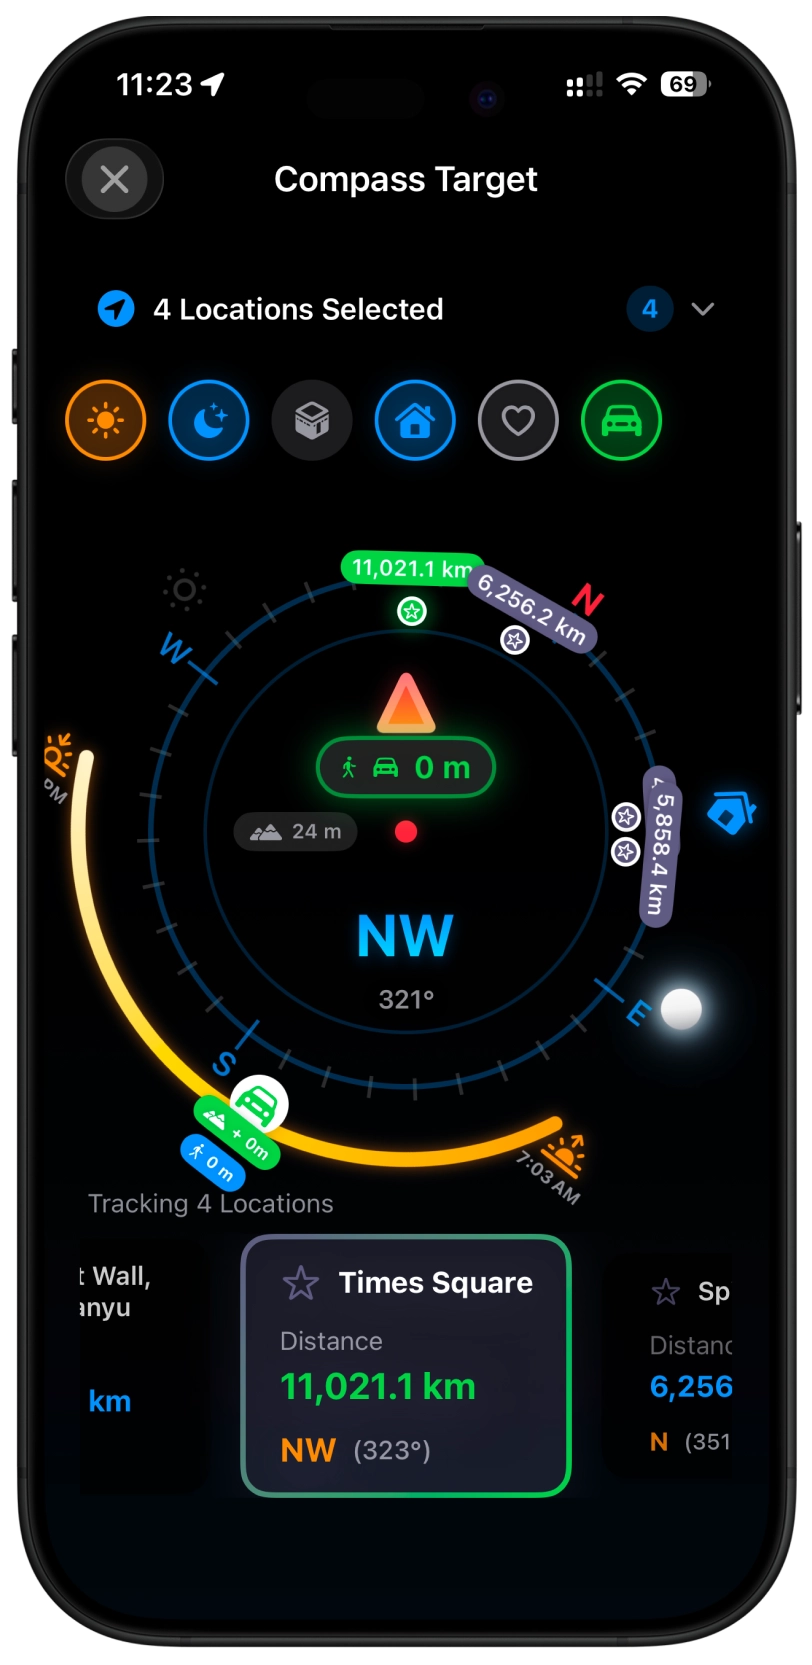 11:23
69
Compass Target
4 Locations Selected
4
11,021.1 km
6,256.2 km
N
W
0 m
5,858.4 km
PM
24 m
NW
321°
E
S
+ 0m
0 m
7:03 AM
Tracking 4 Locations
t Wall,
anyu
km
Times Square
Distance
11,021.1 km
NW (323°)
Sp
Distanc
6,256
N (351